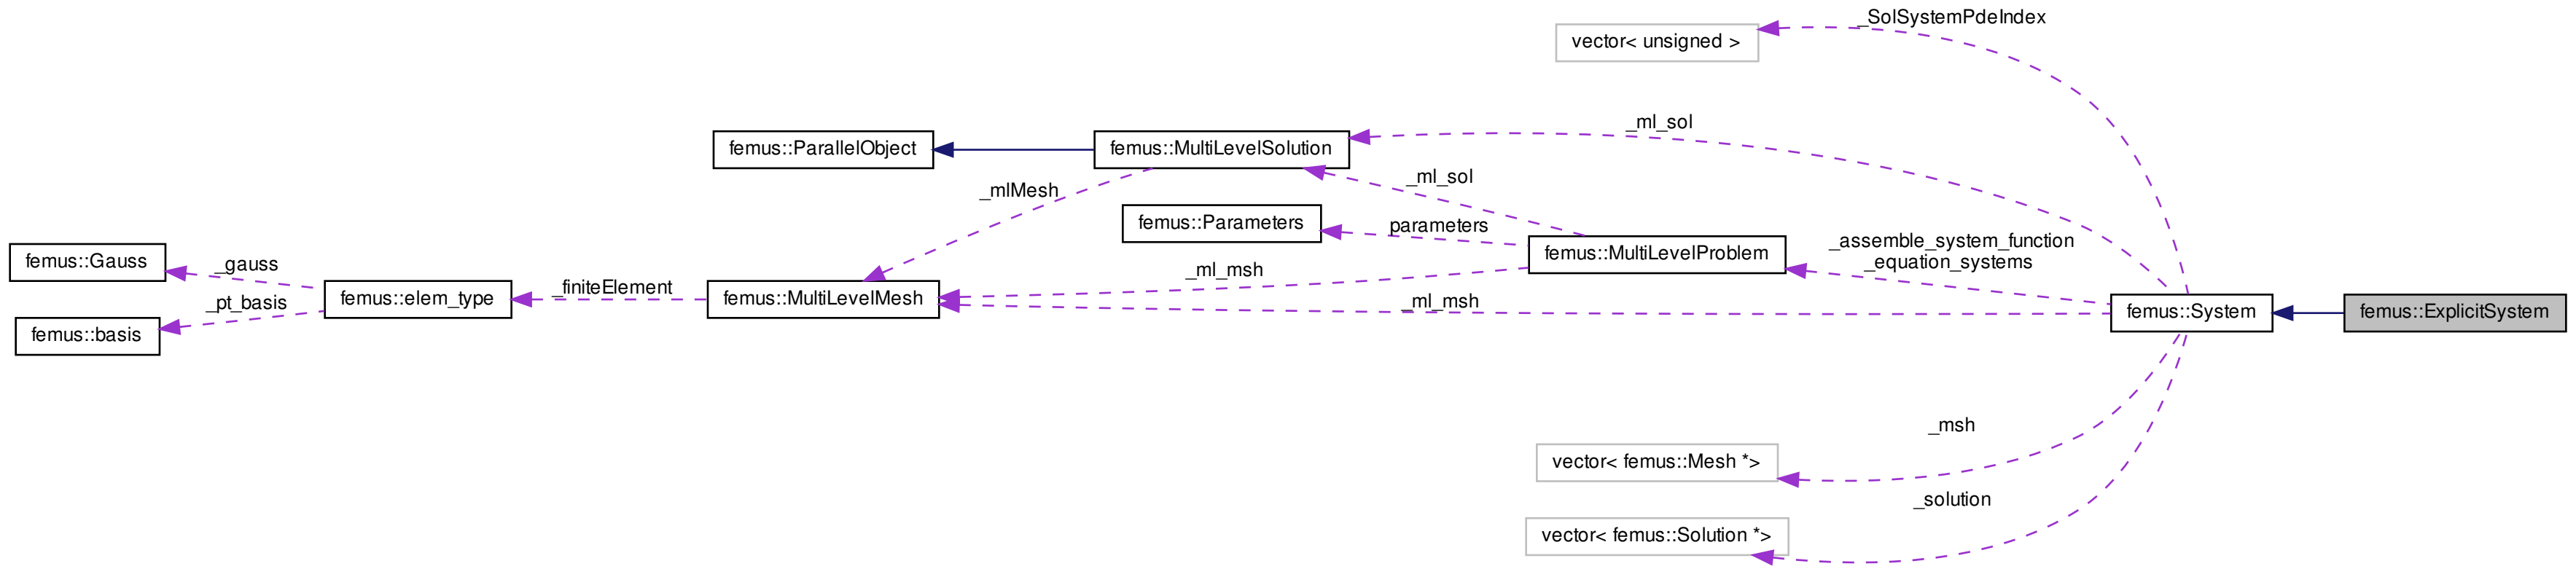 _SolSystemPdeIndex
vector< unsigned >
_ml_sol
femus::ParallelObject
femus::MultiLevelSolution
_mlMesh
_ml_sol
femus::Parameters
parameters
femus::MultiLevelProblem
_assemble_system_function
_equation_systems
femus::Gauss
_gauss
_ml_msh
femus::elem_type
_finiteElement
femus::MultiLevelMesh
_ml_msh
femus::System
femus::ExplicitSystem
_pt_basis
femus::basis
_msh
vector< femus::Mesh *>
_solution
vector< femus::Solution *>